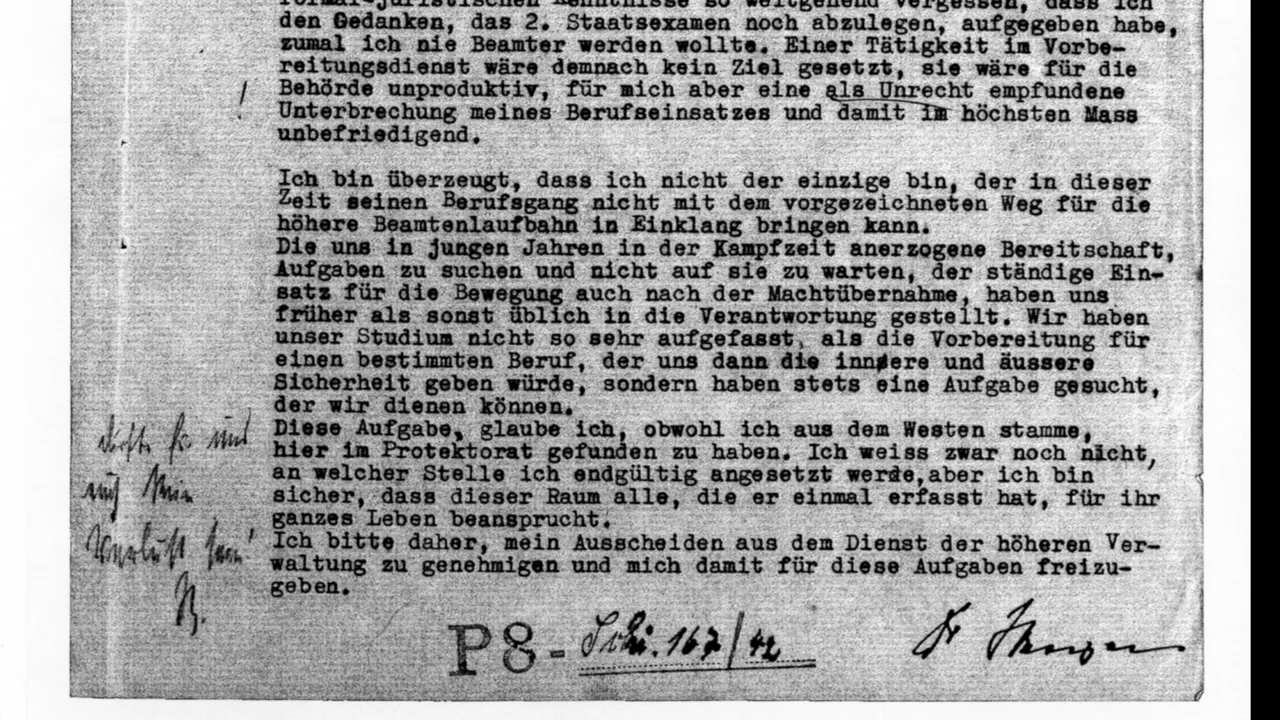 formal-juristischen Kenntnisse so weitgehend vergessen, dass ich
den Gedanken, das 2. Staatsexamen noch abzulegen, aufgegeben habe,
zumal ich nie Beamter werden wollte. Einer Tätigkeit im Vorbe-
reitungsdienst wäre demnach kein Ziel gesetzt, sie wäre für die
Behörde unproduktiv, für mich aber eine als Unrecht empfundene
Unterbrechung meines Berufseinsatzes und damit im höchsten Mass
unbefriedigend.
Ich bin überzeugt, dass ich nicht der einzige bin, der in dieser
Zeit seinen Berufsgang nicht mit dem vorgezeichneten Weg für die
höhere Beamtenlaufbahn in Einklang bringen kann.
Die uns in jungen Jahren in der Kampfzeit anerzogene Bereitschaft,
Aufgaben zu suchen und nicht auf sie zu warten, der ständige Ein-
satz für die Bewegung auch nach der Machtübernahme, haben uns
früher als sonst üblich in die Verantwortung gestellt. Wir haben
unser Studium nicht so sehr aufgefasst, als die Vorbereitung für
einen bestimmten Beruf, der uns dann die innere und äussere
Sicherheit geben würde, sondern haben stets eine Aufgabe gesucht,
der wir dienen können.
Diese Aufgabe, glaube ich, obwohl ich aus dem Westen stamme,
hier im Protektorat gefunden zu haben. Ich weiss zwar noch nicht,
an welcher Stelle ich endgültig angesetzt werde,aber ich bin
sicher, dass dieser Raum alle, die er einmal erfasst hat, für ihr
ganzes Leben beansprucht.
Ich bitte daher, mein Ausscheiden aus dem Dienst der höheren Ver-
waltung zu genehmigen und mich damit für diese Aufgaben freizu-
geben.
P8- Schi. 167/42
Dr